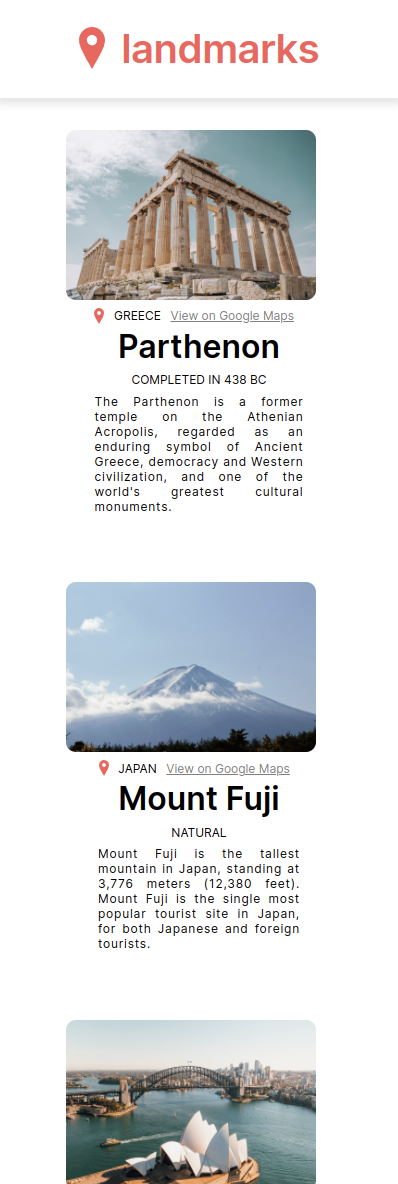 landmarks
GREECE View on Google Maps
Parthenon
COMPLETED IN 438 BC
The Parthenon is a former
temple on the Athenian
Acropolis, regarded as an
enduring symbol of Ancient
Greece, democracy and Western
civilization, and one of the
world's greatest cultural
monuments.
JAPAN View on Google Maps
Mount Fuji
NATURAL
Mount Fuji is the tallest
mountain in Japan, standing at
3,776 meters (12,380 feet).
Mount Fuji is the single most
popular tourist site in Japan,
for both Japanese and foreign
tourists.